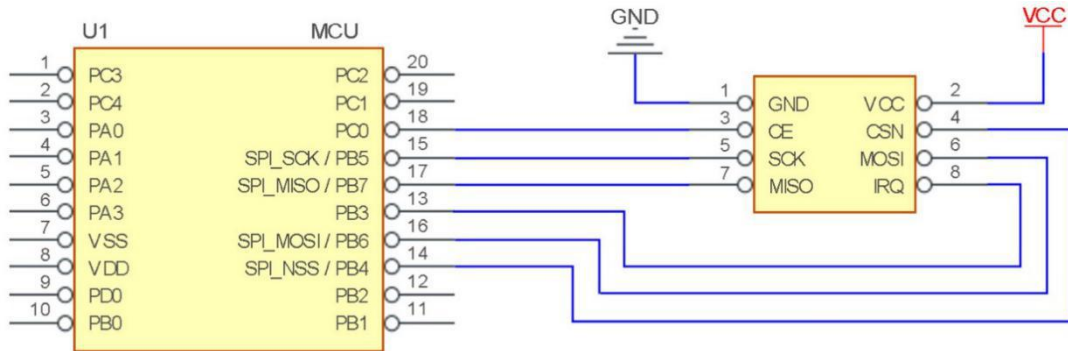 U1 MCU
1 PC3 PC2 20
2 PC4 PC1 19
3 PA0 PC0 18
4 PA1 SPI_SCK / PB5 15
5 PA2 SPI_MISO / PB7 17
6 PA3 PB3 13
7 VSS SPI_MOSI / PB6 16
8 VDD SPI_NSS / PB4 14
9 PD0 PB2 12
10 PB0 PB1 11
GND
VCC
1 GND VCC 2
3 CE CSN 4
5 SCK MOSI 6
7 MISO IRQ 8